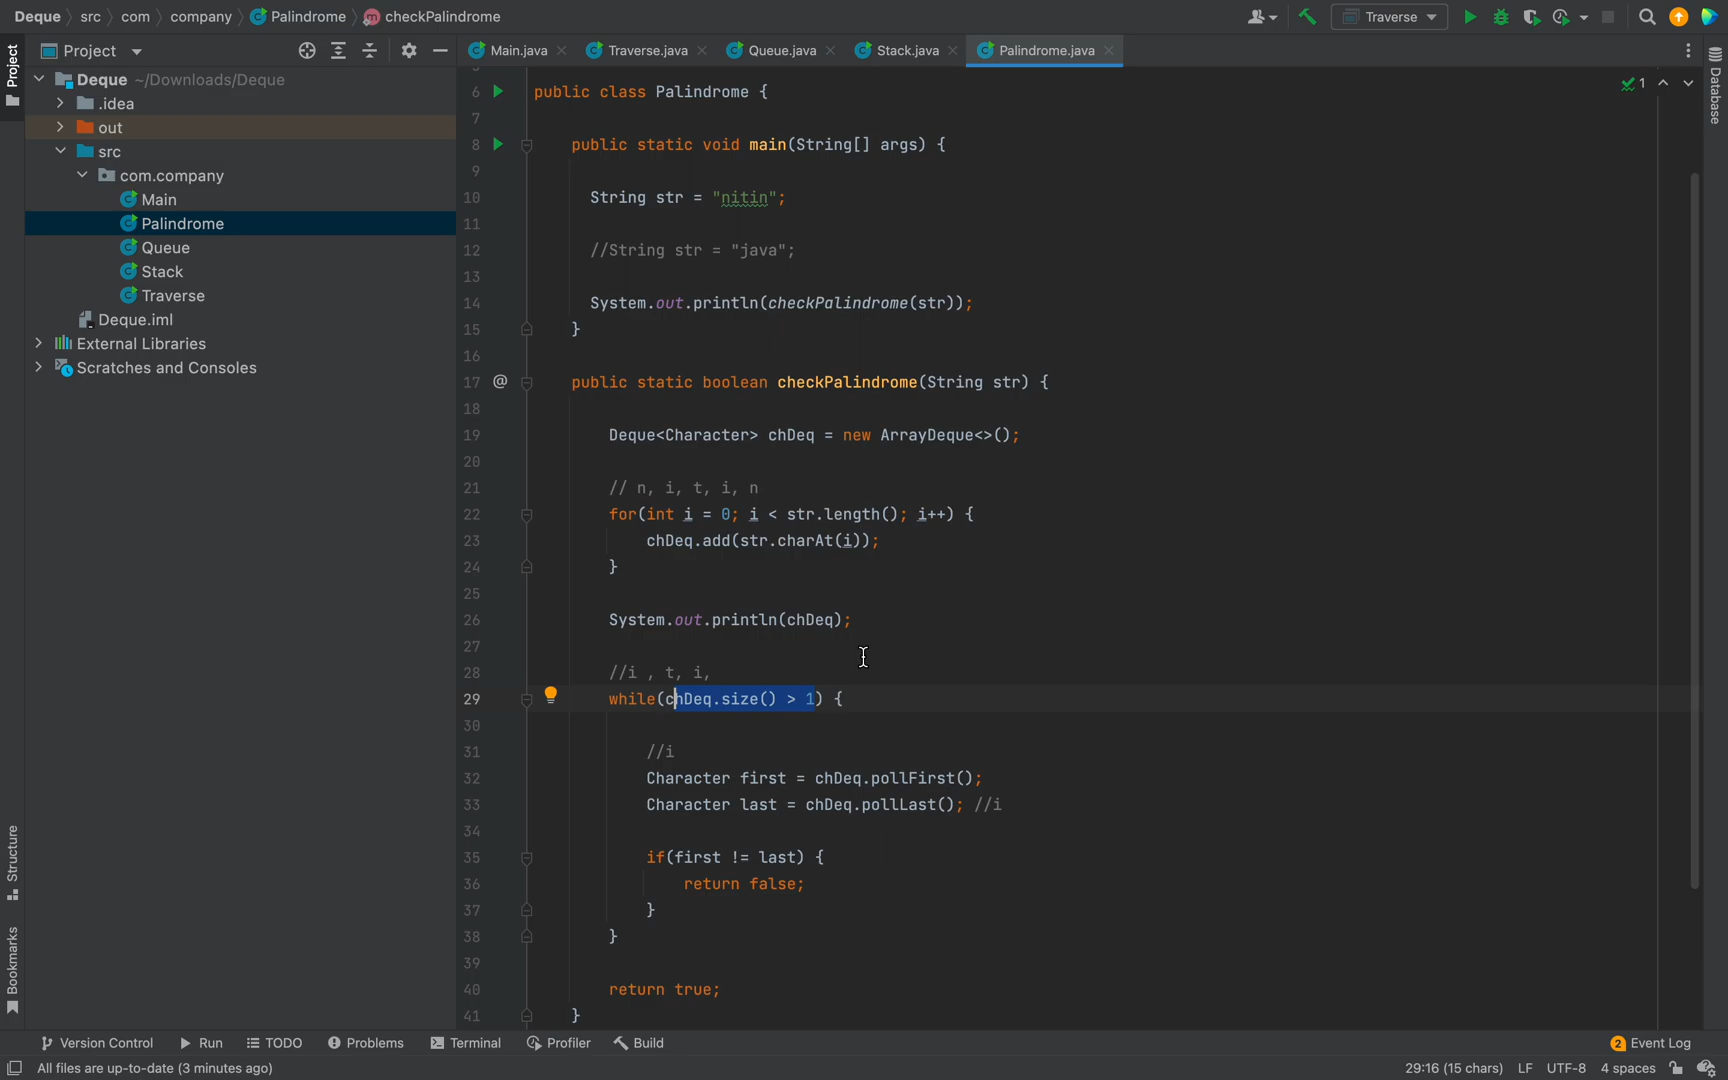 Deque src com company Palindrome checkPalindrome Traverse
Project
Main.java Traverse.java Queue.java Stack.java Palindrome.java
Project
Deque ~/Downloads/Deque
.idea
out
src
com.company
Main
Palindrome
Queue
Stack
Traverse
Deque.iml
External Libraries
Scratches and Consoles
Structure
Bookmarks
1
Database
6 public class Palindrome {
7
8 public static void main(String[] args) {
9
10 String str = "nitin";
11
12 //String str = "java";
13
14 System.out.println(checkPalindrome(str));
15 }
16
17 @ public static boolean checkPalindrome(String str) {
18
19 Deque<Character> chDeq = new ArrayDeque<>();
20
21 // n, i, t, i, n
22 for(int i = 0; i < str.length(); i++) {
23 chDeq.add(str.charAt(i));
24 }
25
26 System.out.println(chDeq);
27
28 //i , t, i,
29 while(chDeq.size() > 1) {
30
31 //i
32 Character first = chDeq.pollFirst();
33 Character last = chDeq.pollLast(); //i
34
35 if(first != last) {
36 return false;
37 }
38 }
39
40 return true;
41 }
Version Control Run TODO Problems Terminal Profiler Build 2 Event Log
All files are up-to-date (3 minutes ago) 29:16 (15 chars) LF UTF-8 4 spaces